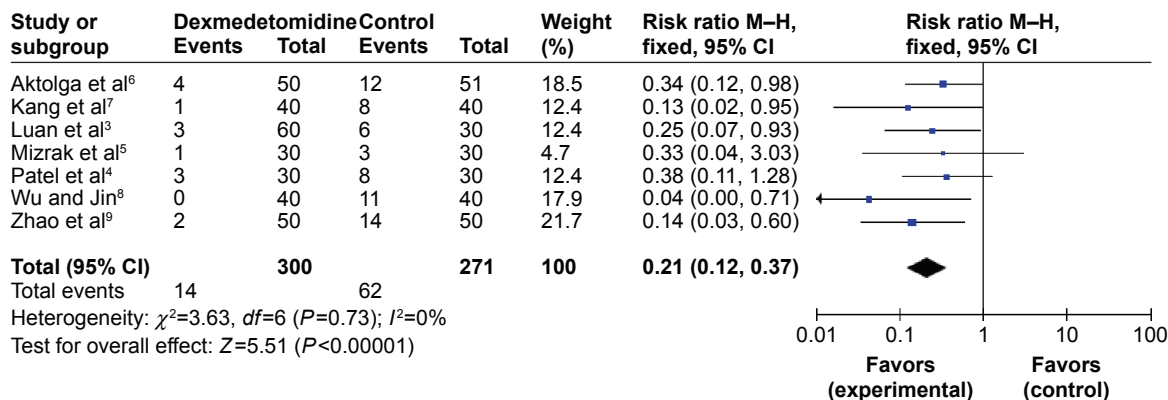 Study or Dexmedetomidine Control Weight Risk ratio M–H, Risk ratio M–H,
subgroup Events Total Events Total (%) fixed, 95% CI fixed, 95% CI
Aktolga et al⁶ 4 50 12 51 18.5 0.34 (0.12, 0.98)
Kang et al⁷ 1 40 8 40 12.4 0.13 (0.02, 0.95)
Luan et al³ 3 60 6 30 12.4 0.25 (0.07, 0.93)
Mizrak et al⁵ 1 30 3 30 4.7 0.33 (0.04, 3.03)
Patel et al⁴ 3 30 8 30 12.4 0.38 (0.11, 1.28)
Wu and Jin⁸ 0 40 11 40 17.9 0.04 (0.00, 0.71)
Zhao et al⁹ 2 50 14 50 21.7 0.14 (0.03, 0.60)
Total (95% CI) 300 271 100 0.21 (0.12, 0.37)
Total events 14 62
Heterogeneity: χ²=3.63, df=6 (P=0.73); I²=0%
Test for overall effect: Z=5.51 (P<0.00001)
0.01 0.1 1 10 100
Favors Favors
(experimental) (control)